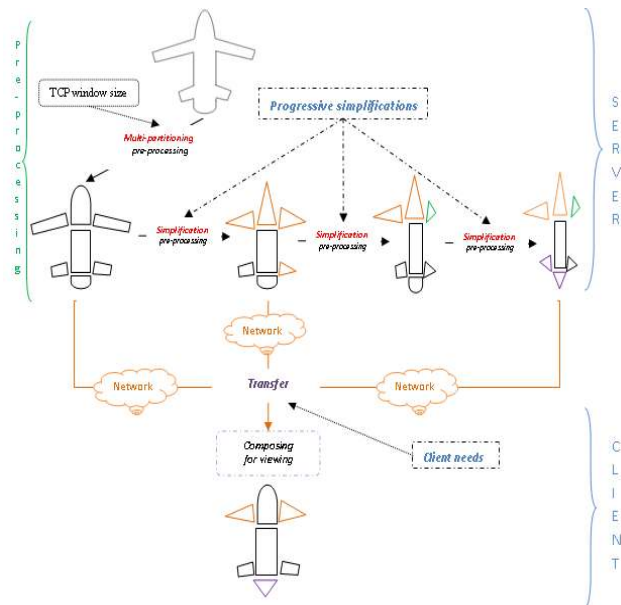 Pre-processing
TCP window size
Multi-partitioning
pre-processing
Progressive simplifications
SERVER
Simplification
pre-processing
Simplification
pre-processing
Simplification
pre-processing
Network
Network
Transfer
Network
Composing
for viewing
Client needs
CLIENT